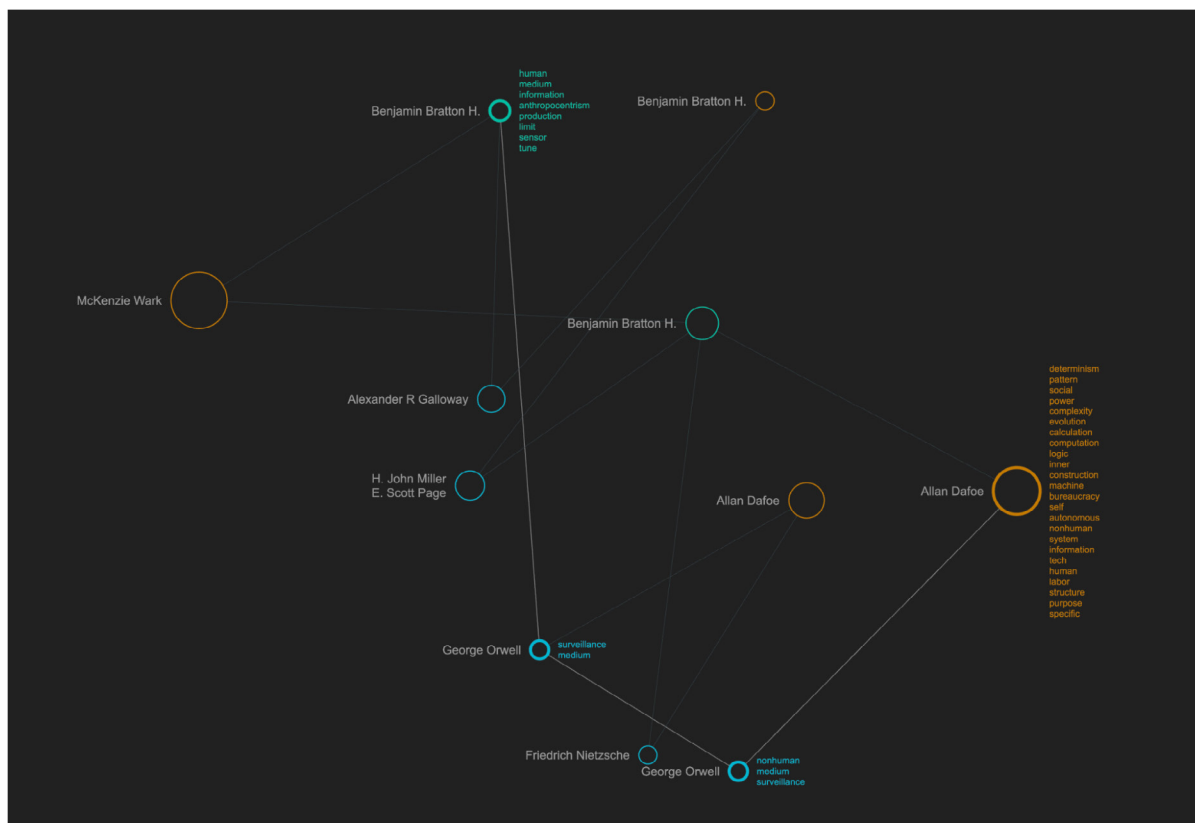 human
medium
information
anthropocentrism
production
limit
sensor
tune
Benjamin Bratton H.
Benjamin Bratton H.
McKenzie Wark
Benjamin Bratton H.
Alexander R Galloway
H. John Miller
E. Scott Page
Allan Dafoe
Allan Dafoe
determinism
pattern
social
power
complexity
evolution
calculation
computation
logic
inner
construction
machine
bureaucracy
self
autonomous
nonhuman
system
information
tech
human
labor
structure
purpose
specific
George Orwell
surveillance
medium
Friedrich Nietzsche
George Orwell
nonhuman
medium
surveillance